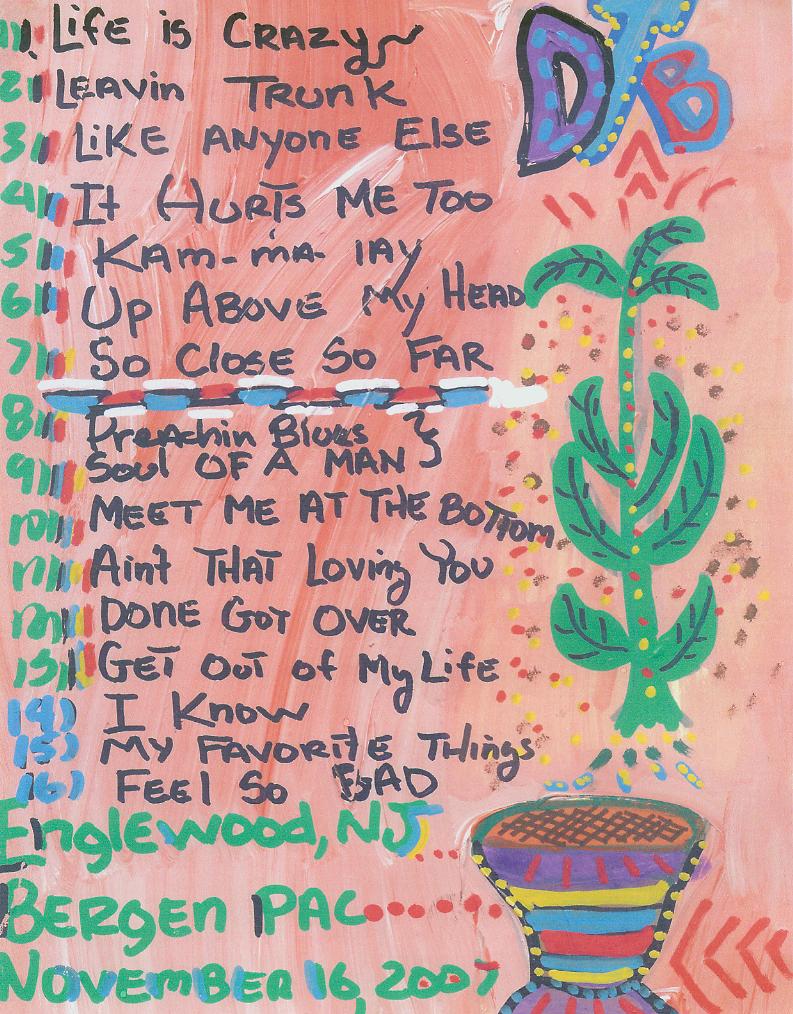 DTB
1) Life is CRAZY
2) LEAVin TRUNK
3) LiKE ANYONE Else
4) It HURTS ME Too
5) KAm-ma-lAY
6) Up ABOVE My HEAD
7) So Close So FAR
8) Preachin Blues }
9) Soul OF A MAN
10) MEET ME AT THE BOTTom
11) Ain't THAT Loving You
12) DONE GOT OVER
13) GET out of My Life
14) I Know
15) MY FAVORITE THings
16) FEEl So BAD
EnglEwood, NJ
BERGEN PAC
NOVEMBER 16, 2007